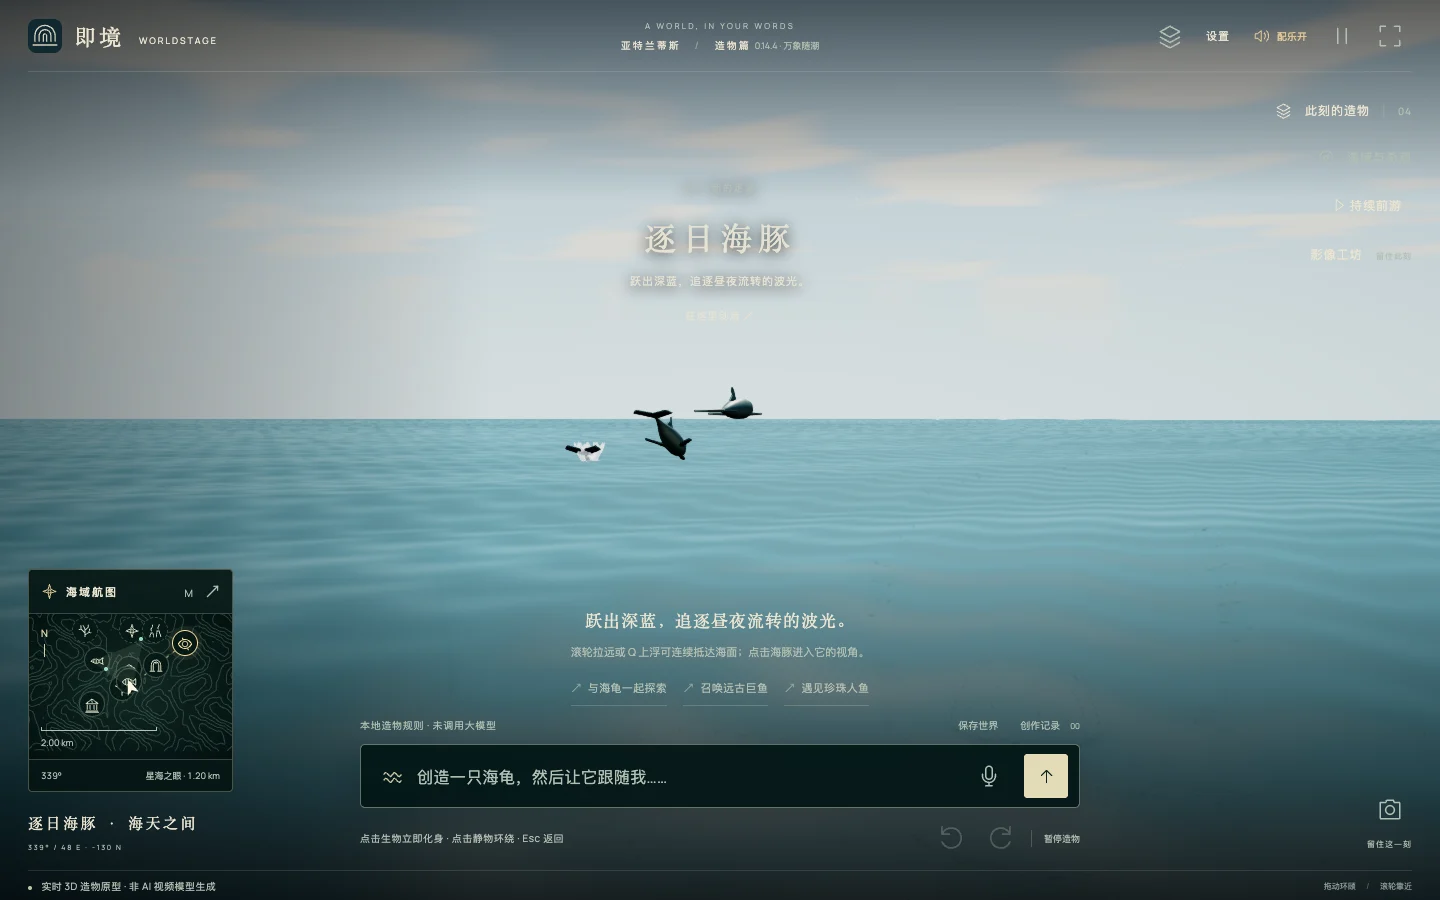 即境 WORLDSTAGE
A WORLD, IN YOUR WORDS
亚特兰蒂斯 / 造物篇 0.14.4 · 万象随潮
设置 配乐开
此刻的造物 04
持续前游
影像工坊 留住此刻
逐日海豚
跃出深蓝，追逐昼夜流转的波光。
海域航图 M
N
2.00 km
339° 星海之眼 · 1.20 km
跃出深蓝，追逐昼夜流转的波光。
滚轮拉远或 Q 上浮可连续抵达海面；点击海豚进入它的视角。
与海龟一起探索 召唤远古巨鱼 遇见珍珠人鱼
本地造物规则 · 未调用大模型 保存世界 创作记录 00
创造一只海龟，然后让它跟随我……
点击生物立即化身 · 点击静物环绕 · Esc 返回 暂停造物
逐日海豚 · 海天之间
339° / 48 E · -130 N
留住这一刻
实时 3D 造物原型 · 非 AI 视频模型生成
拖动环顾 / 滚轮靠近